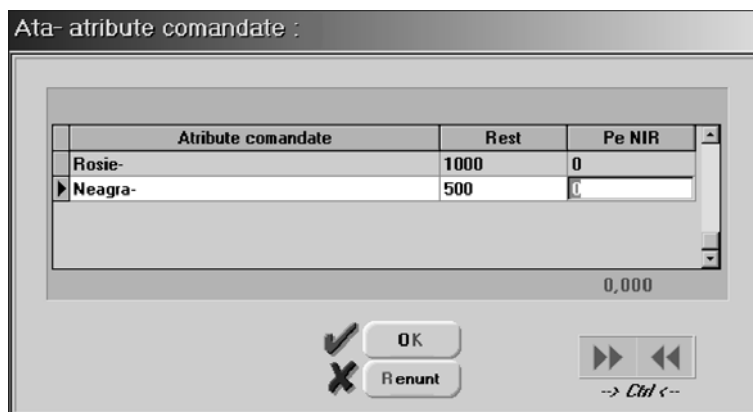 Ata- atribute comandate :
Atribute comandate Rest Pe NIR
Rosie- 1000 0
Neagra- 500 0
0,000
OK
Renunt
--> Ctrl <--